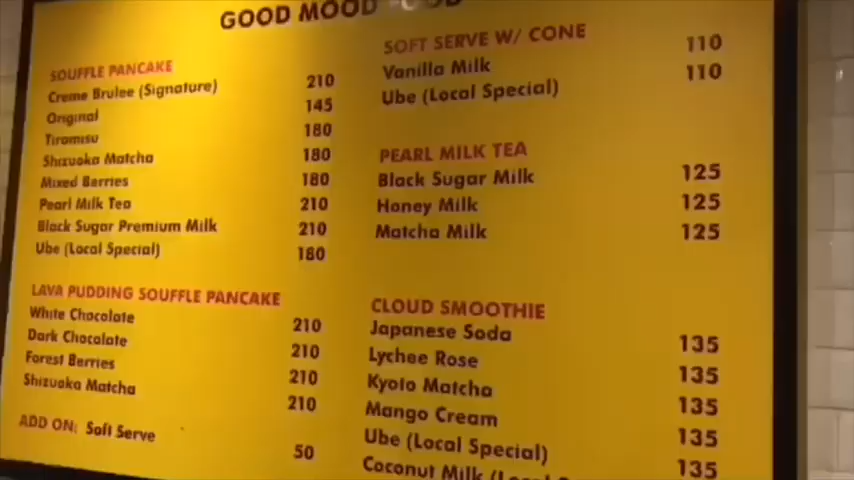 GOOD MOOD FOOD
SOUFFLE PANCAKE
Creme Brulee (Signature) 210
Original 145
Tiramisu 180
Shizuoka Matcha 180
Mixed Berries 180
Pearl Milk Tea 210
Black Sugar Premium Milk 210
Ube (Local Special) 180
LAVA PUDDING SOUFFLE PANCAKE
White Chocolate 210
Dark Chocolate 210
Forest Berries 210
Shizuoka Matcha 210
ADD ON: Soft Serve 50
SOFT SERVE W/ CONE
Vanilla Milk 110
Ube (Local Special) 110
PEARL MILK TEA
Black Sugar Milk 125
Honey Milk 125
Matcha Milk 125
CLOUD SMOOTHIE
Japanese Soda 135
Lychee Rose 135
Kyoto Matcha 135
Mango Cream 135
Ube (Local Special) 135
Coconut Milk